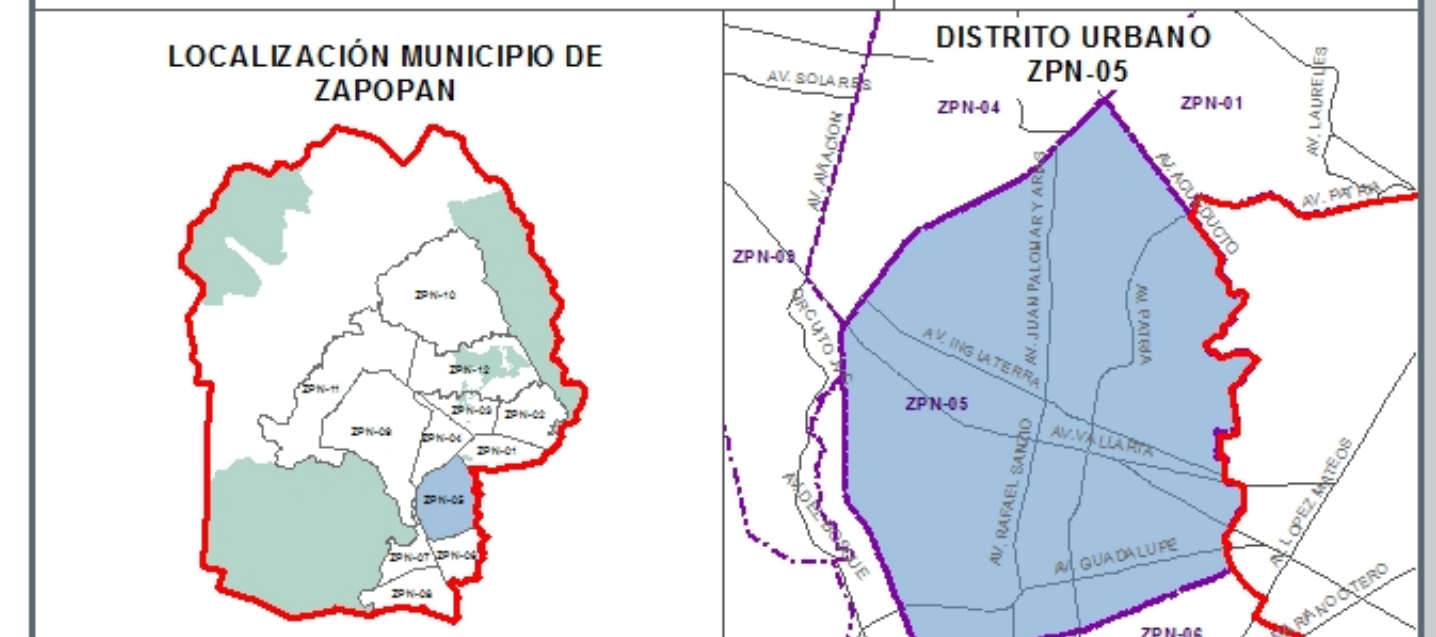 LOCALIZACIÓN MUNICIPIO DE
ZAPOPAN
ZPN-10
ZPN-12
ZPN-11
ZPN-03
ZPN-02
ZPN-09
ZPN-04
ZPN-01
ZPN-05
ZPN-07
ZPN-06
ZPN-08
DISTRITO URBANO
ZPN-05
AV. SOLARES
ZPN-04
ZPN-01
AV. LAURELES
AV. AVIACION
AV. ACUEDUCTO
AV. PATRIA
AV. JUAN PALOMAR Y ARIAS
ZPN-09
AV. PATRIA
AV. INGLATERRA
ZPN-05
AV. VALLARTA
AV. RAFAEL SANZIO
AV. LOPEZ MATEOS
AV. GUADALUPE
ZPN-06